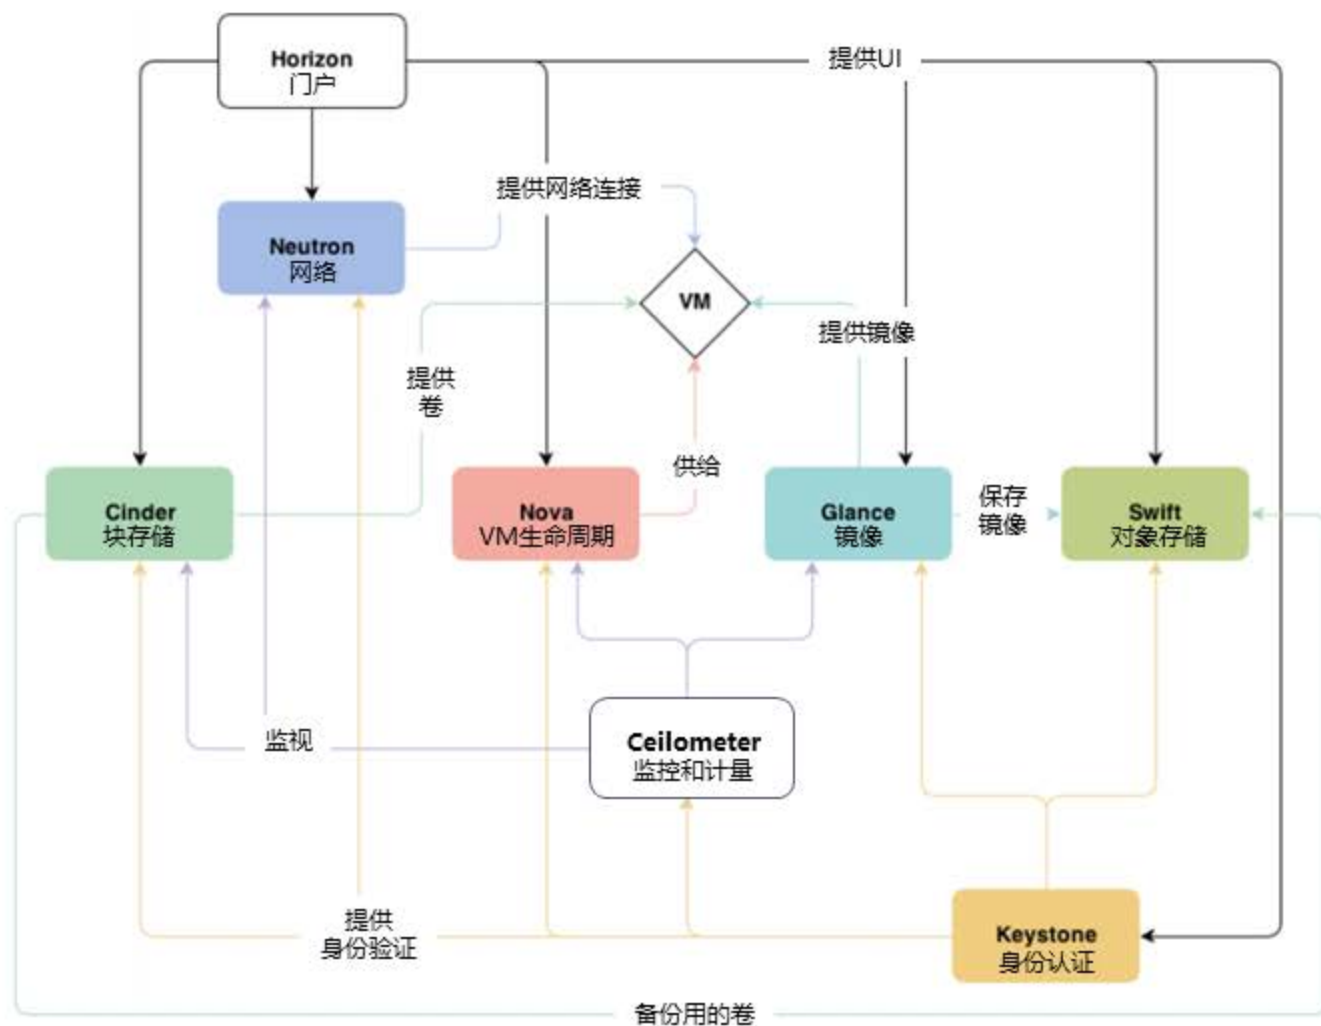 Horizon
门户
提供UI
提供网络连接
Neutron
网络
VM
提供镜像
提供
卷
供给
Cinder
块存储
Nova
VM生命周期
Glance
镜像
保存
镜像
Swift
对象存储
监视
Ceilometer
监控和计量
提供
身份验证
Keystone
身份认证
备份用的卷